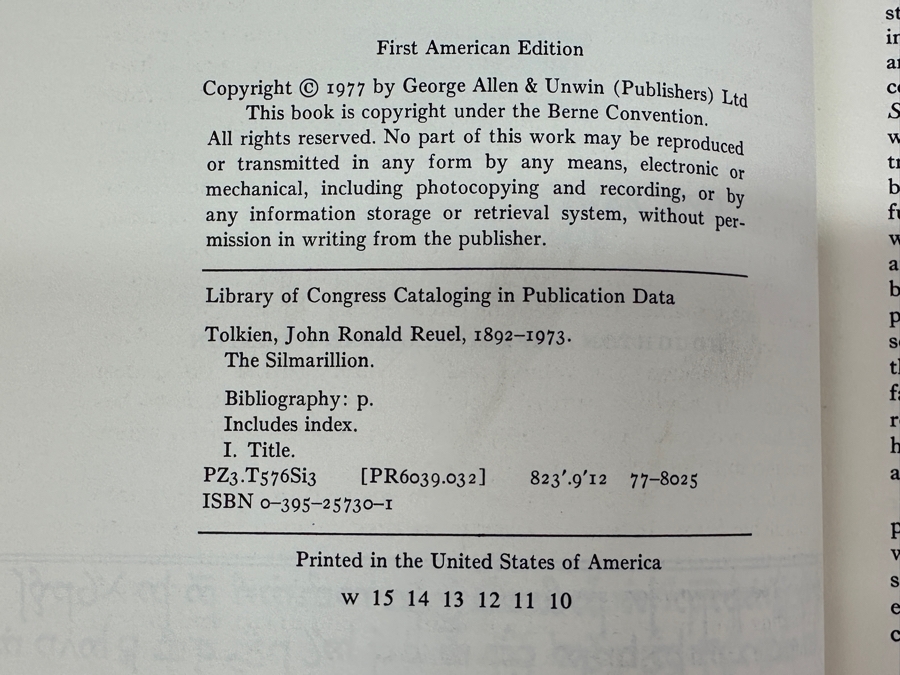 First American Edition
Copyright © 1977 by George Allen & Unwin (Publishers) Ltd
This book is copyright under the Berne Convention.
All rights reserved. No part of this work may be reproduced
or transmitted in any form by any means, electronic or
mechanical, including photocopying and recording, or by
any information storage or retrieval system, without per-
mission in writing from the publisher.
Library of Congress Cataloging in Publication Data
Tolkien, John Ronald Reuel, 1892–1973.
The Silmarillion.
Bibliography: p.
Includes index.
I. Title.
PZ3.T576Si3 [PR6039.032] 823'.9'12 77–8025
ISBN 0–395–25730–1
Printed in the United States of America
W 15 14 13 12 11 10